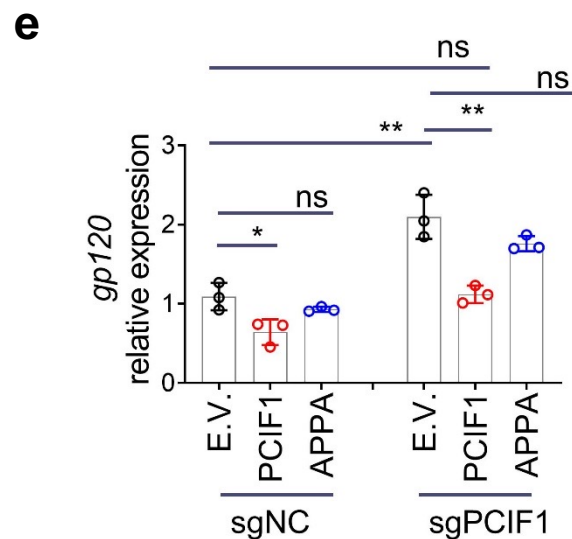 e
ns
ns
**
**
ns
*
gp120
relative expression
3
2
1
0
E.V.
PCIF1
APPA
E.V.
PCIF1
APPA
sgNC
sgPCIF1